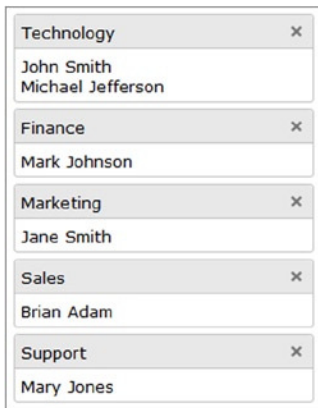 Technology
John Smith
Michael Jefferson
Finance
Mark Johnson
Marketing
Jane Smith
Sales
Brian Adam
Support
Mary Jones